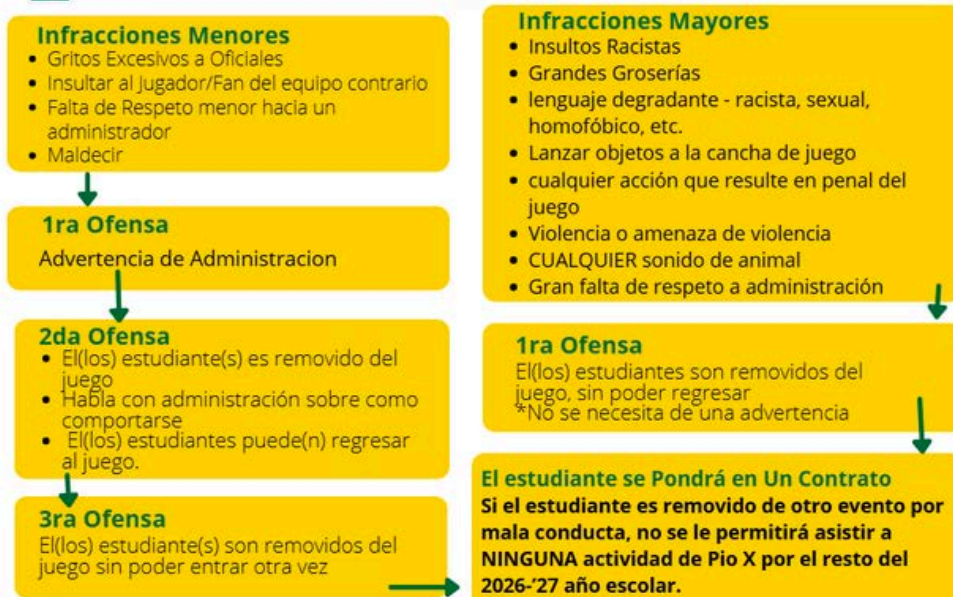 Infracciones Menores
• Gritos Excesivos a Oficiales
• Insultar al Jugador/Fan del equipo contrario
• Falta de Respeto menor hacia un
administrador
• Maldecir
1ra Ofensa
Advertencia de Administracion
2da Ofensa
• El(los) estudiante(s) es removido del
juego
• Habla con administración sobre como
comportarse
• El(los) estudiantes puede(n) regresar
al juego.
3ra Ofensa
El(los) estudiante(s) son removidos del
juego sin poder entrar otra vez
Infracciones Mayores
• Insultos Racistas
• Grandes Groserías
• lenguaje degradante - racista, sexual,
homofóbico, etc.
• Lanzar objetos a la cancha de juego
• cualquier acción que resulte en penal del
juego
• Violencia o amenaza de violencia
• CUALQUIER sonido de animal
• Gran falta de respeto a administración
1ra Ofensa
El(los) estudiantes son removidos del
juego, sin poder regresar
*No se necesita de una advertencia
El estudiante se Pondrá en Un Contrato
Si el estudiante es removido de otro evento por
mala conducta, no se le permitirá asistir a
NINGUNA actividad de Pio X por el resto del
2026-’27 año escolar.